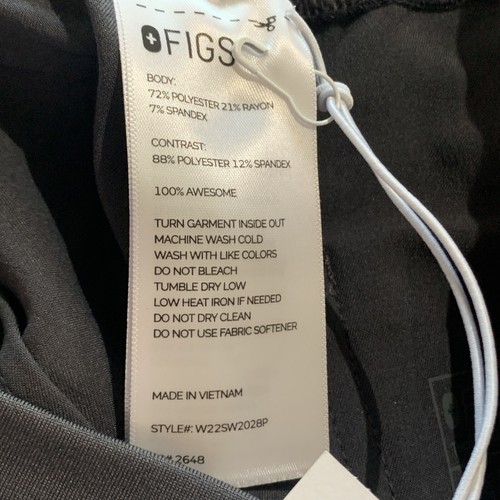 FIGS
BODY:
72% POLYESTER 21% RAYON
7% SPANDEX
CONTRAST:
88% POLYESTER 12% SPANDEX
100% AWESOME
TURN GARMENT INSIDE OUT
MACHINE WASH COLD
WASH WITH LIKE COLORS
DO NOT BLEACH
TUMBLE DRY LOW
LOW HEAT IRON IF NEEDED
DO NOT DRY CLEAN
DO NOT USE FABRIC SOFTENER
MADE IN VIETNAM
STYLE#: W22SW2028P
2648